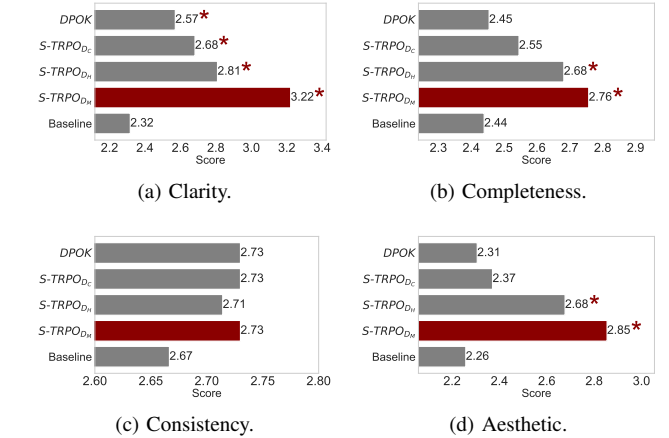 DPOK 2.57*
S-TRPO_{D_C} 2.68*
S-TRPO_{D_H} 2.81*
S-TRPO_{D_M} 3.22*
Baseline 2.32
2.2 2.4 2.6 2.8 3.0 3.2 3.4
Score
(a) Clarity.
DPOK 2.45
S-TRPO_{D_C} 2.55
S-TRPO_{D_H} 2.68*
S-TRPO_{D_M} 2.76*
Baseline 2.44
2.3 2.4 2.5 2.6 2.7 2.8 2.9
Score
(b) Completeness.
DPOK 2.73
S-TRPO_{D_C} 2.73
S-TRPO_{D_H} 2.71
S-TRPO_{D_M} 2.73
Baseline 2.67
2.60 2.65 2.70 2.75 2.80
Score
(c) Consistency.
DPOK 2.31
S-TRPO_{D_C} 2.37
S-TRPO_{D_H} 2.68*
S-TRPO_{D_M} 2.85*
Baseline 2.26
2.2 2.4 2.6 2.8 3.0
Score
(d) Aesthetic.